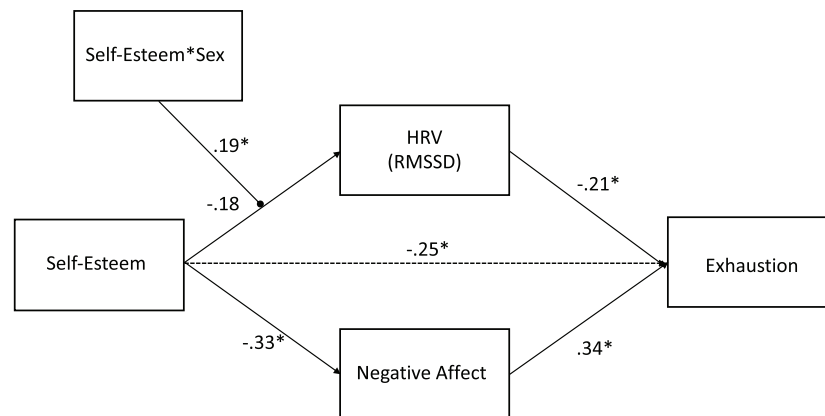 Self-Esteem*Sex
.19*
HRV
(RMSSD)
-.18
-.21*
Self-Esteem
-.25*
Exhaustion
-.33*
Negative Affect
.34*